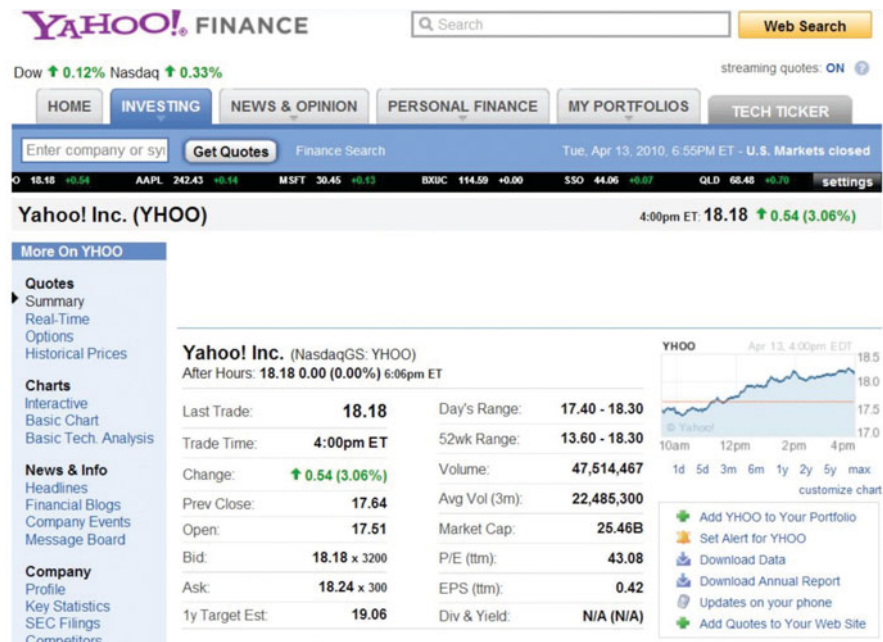 YAHOO!® FINANCE
Search
Web Search
Dow ↑ 0.12% Nasdaq ↑ 0.33%
streaming quotes: ON ?
HOME INVESTING NEWS & OPINION PERSONAL FINANCE MY PORTFOLIOS TECH TICKER
Enter company or syı Get Quotes Finance Search Tue, Apr 13, 2010, 6:55PM ET - U.S. Markets closed
O 18.18 +0.54 AAPL 242.43 +0.14 MSFT 30.45 +0.13 BXUC 114.59 +0.00 SSO 44.06 +0.07 QLD 68.48 +0.70 settings
Yahoo! Inc. (YHOO)
4:00pm ET: 18.18 ↑ 0.54 (3.06%)
More On YHOO
Quotes
Summary
Real-Time
Options
Historical Prices
Charts
Interactive
Basic Chart
Basic Tech. Analysis
News & Info
Headlines
Financial Blogs
Company Events
Message Board
Company
Profile
Key Statistics
SEC Filings
Competitors
Yahoo! Inc. (NasdaqGS: YHOO)
After Hours: 18.18 0.00 (0.00%) 6:06pm ET
Last Trade: 18.18
Trade Time: 4:00pm ET
Change: ↑ 0.54 (3.06%)
Prev Close: 17.64
Open: 17.51
Bid: 18.18 x 3200
Ask: 18.24 x 300
1y Target Est: 19.06
Day's Range: 17.40 - 18.30
52wk Range: 13.60 - 18.30
Volume: 47,514,467
Avg Vol (3m): 22,485,300
Market Cap: 25.46B
P/E (ttm): 43.08
EPS (ttm): 0.42
Div & Yield: N/A (N/A)
YHOO Apr 13, 4:00pm EDT
18.5
18.0
17.5
17.0
© Yahoo!
10am 12pm 2pm 4pm
1d 5d 3m 6m 1y 2y 5y max
customize chart
Add YHOO to Your Portfolio
Set Alert for YHOO
Download Data
Download Annual Report
Updates on your phone
Add Quotes to Your Web Site